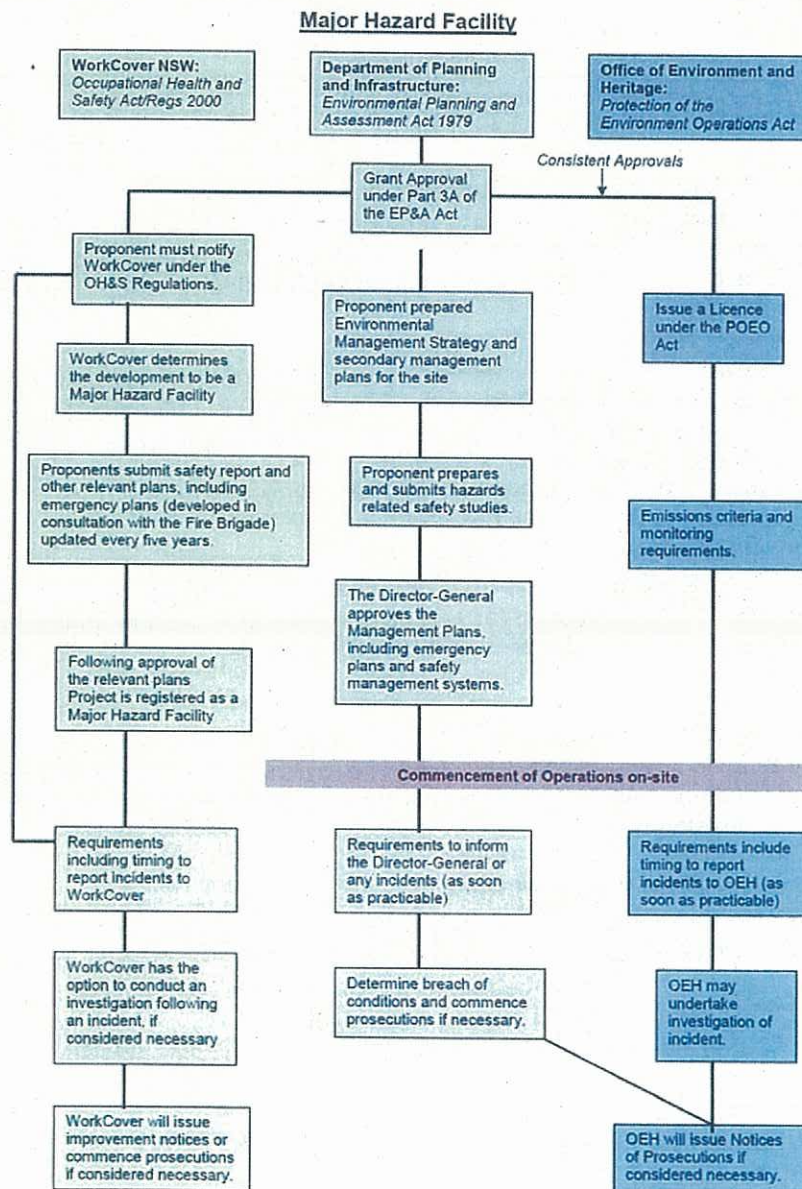 Major Hazard Facility
WorkCover NSW:
Occupational Health and
Safety Act/Regs 2000
Department of Planning
and Infrastructure:
Environmental Planning and
Assessment Act 1979
Office of Environment and
Heritage:
Protection of the
Environment Operations Act
Consistent Approvals
Grant Approval
under Part 3A of
the EP&A Act
Proponent must notify
WorkCover under the
OH&S Regulations.
Proponent prepared
Environmental
Management Strategy and
secondary management
plans for the site
Issue a Licence
under the POEO
Act
WorkCover determines
the development to be a
Major Hazard Facility
Proponents submit safety report and
other relevant plans, including
emergency plans (developed in
consultation with the Fire Brigade)
updated every five years.
Proponent prepares
and submits hazards
related safety studies.
Emissions criteria and
monitoring
requirements.
The Director-General
approves the
Management Plans,
including emergency
plans and safety
management systems.
Following approval of
the relevant plans
Project is registered as a
Major Hazard Facility
Commencement of Operations on-site
Requirements
including timing to
report incidents to
WorkCover
Requirements to inform
the Director-General or
any incidents (as soon
as practicable)
Requirements include
timing to report
incidents to OEH (as
soon as practicable)
WorkCover has the
option to conduct an
investigation following
an incident, if
considered necessary
Determine breach of
conditions and commence
prosecutions if necessary.
OEH may
undertake
investigation of
incident.
WorkCover will issue
improvement notices or
commence prosecutions
if considered necessary.
OEH will issue Notices
of Prosecutions if
considered necessary.